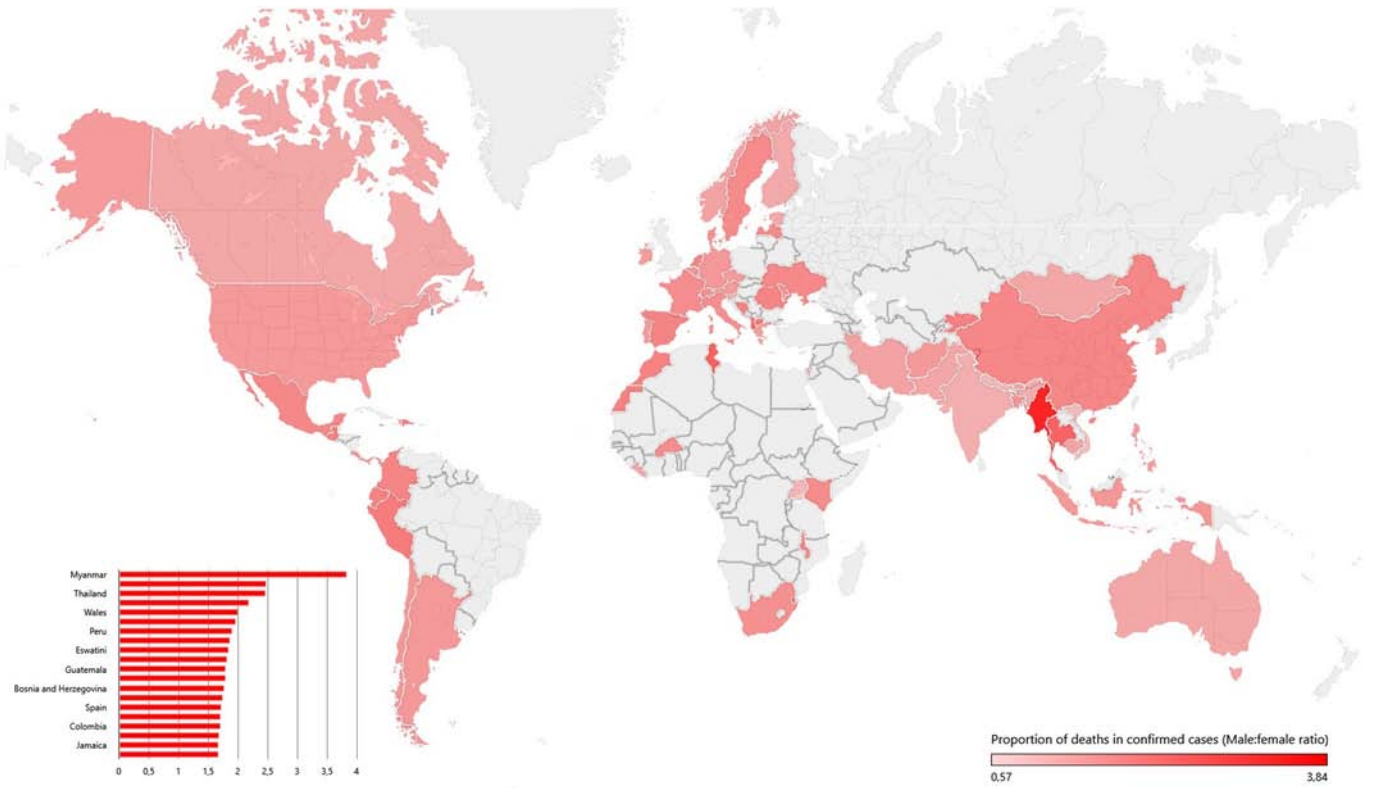 Myanmar
Thailand
Wales
Peru
Eswatini
Guatemala
Bosnia and Herzegovina
Spain
Colombia
Jamaica
0 0,5 1 1,5 2 2,5 3 3,5 4
Proportion of deaths in confirmed cases (Male:female ratio)
0,57 3,84